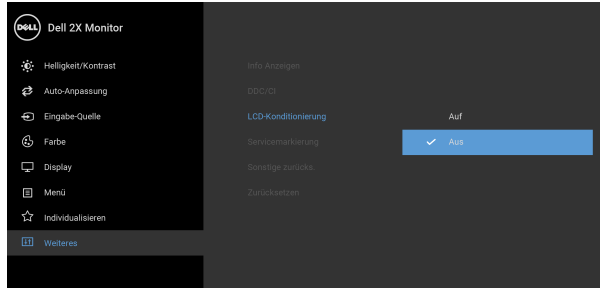 DELL
Dell 2X Monitor
Helligkeit/Kontrast
Auto-Anpassung
Eingabe-Quelle
Farbe
Display
Menü
Individualisieren
Weiteres
Info Anzeigen
DDC/CI
LCD-Konditionierung
Servicemarkierung
Sonstige zurücks.
Zurücksetzen
Auf
Aus